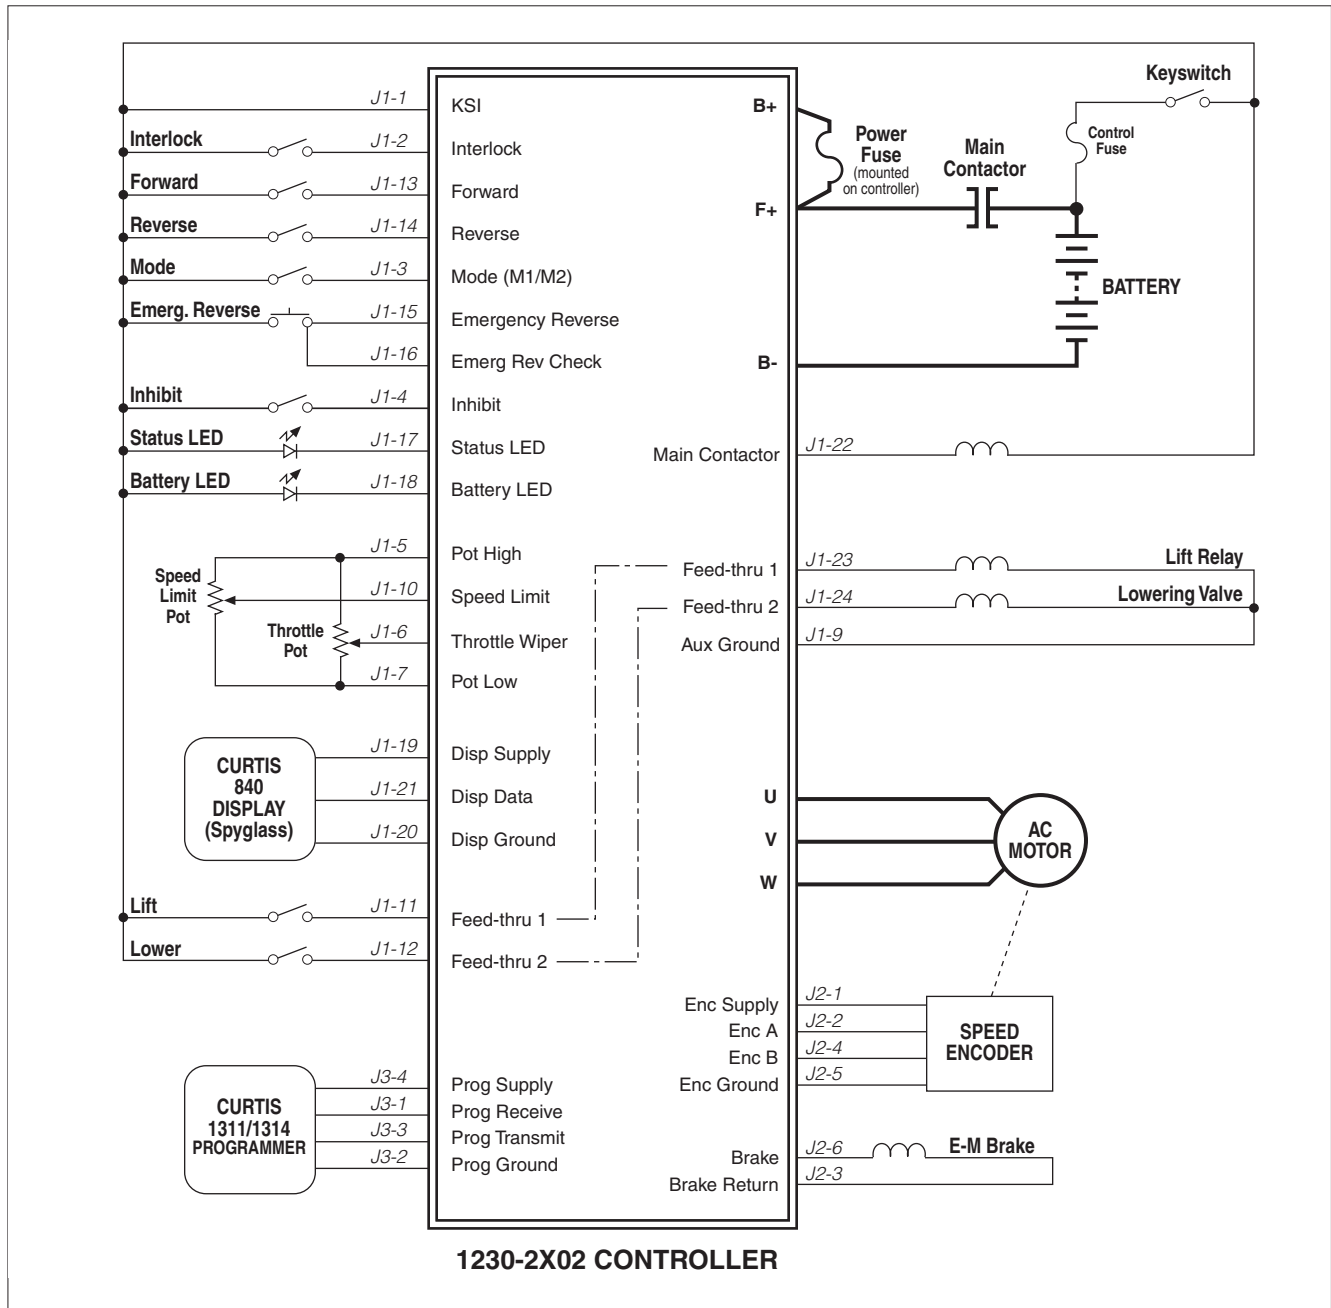 Keyswitch
J1-1
KSI
B+
Power
Fuse
(mounted
on controller)
Main
Contactor
Control
Fuse
Interlock
J1-2
Interlock
Forward
J1-13
Forward
F+
Reverse
J1-14
Reverse
Mode
J1-3
Mode (M1/M2)
BATTERY
Emerg. Reverse
J1-15
Emergency Reverse
J1-16
Emerg Rev Check
B-
Inhibit
J1-4
Inhibit
Status LED
J1-17
Status LED
Main Contactor
J1-22
Battery LED
J1-18
Battery LED
J1-5
Pot High
Feed-thru 1
J1-23
Lift Relay
Speed
Limit
Pot
J1-10
Speed Limit
Feed-thru 2
J1-24
Lowering Valve
Throttle
Pot
J1-6
Throttle Wiper
Aux Ground
J1-9
J1-7
Pot Low
CURTIS
840
DISPLAY
(Spyglass)
J1-19
Disp Supply
J1-21
Disp Data
J1-20
Disp Ground
U
V
W
AC
MOTOR
Lift
J1-11
Feed-thru 1
Lower
J1-12
Feed-thru 2
Enc Supply
J2-1
Enc A
J2-2
Enc B
J2-4
Enc Ground
J2-5
SPEED
ENCODER
CURTIS
1311/1314
PROGRAMMER
J3-4
Prog Supply
J3-1
Prog Receive
J3-3
Prog Transmit
J3-2
Prog Ground
Brake
J2-6
E-M Brake
Brake Return
J2-3
1230-2X02 CONTROLLER